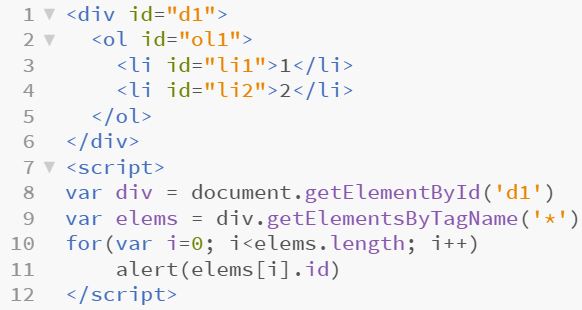 1 <div id="d1">
2   <ol id="ol1">
3     <li id="li1">1</li>
4     <li id="li2">2</li>
5   </ol>
6 </div>
7 <script>
8 var div = document.getElementById('d1')
9 var elems = div.getElementsByTagName('*')
10 for(var i=0; i<elems.length; i++)
11     alert(elems[i].id)
12 </script>